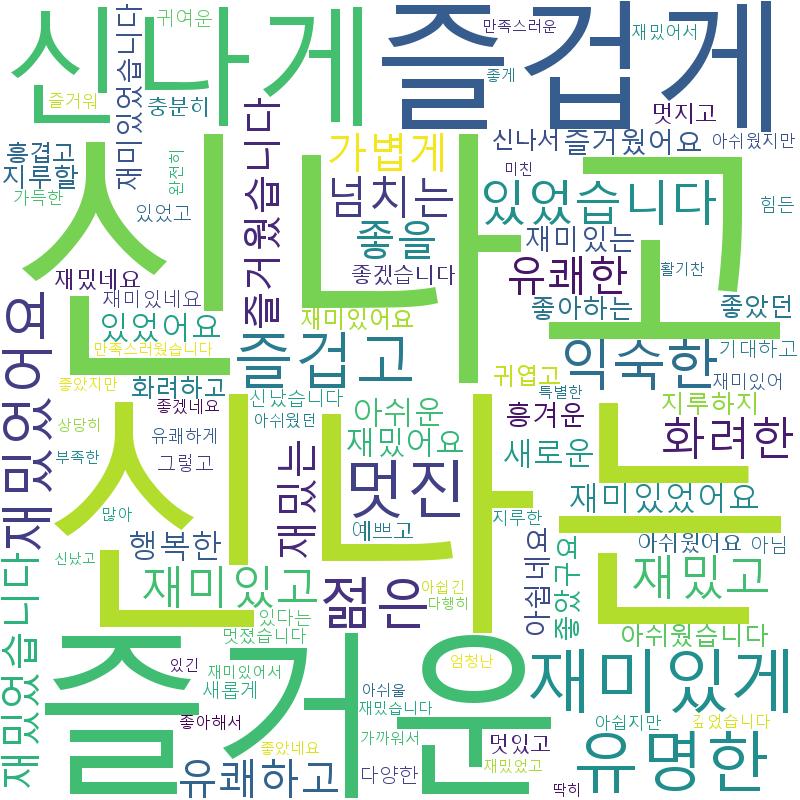 신나게
즐겁게
귀여운
만족스러운
재밌어서
즐거워
좋게
충분히
멋지고
재미있었습니다
즐거웠습니다
가볍게
신나서
즐거웠어요
아쉬웠지만
흥겹고
지루할
완전히
미친
가득한
있었고
넘치는
있었습니다
힘든
신나고
좋을
재미있는
재밌네요
좋겠습니다
유쾌한
활기찬
재미있네요
좋아하는
좋았던
있었어요
재미있어요
만족스러웠습니다
즐겁고
익숙한
기대하고
좋았지만
화려하고
귀엽고
특별한
재미있어
재밌었어요
좋겠네요
신났습니다
아쉬운
흥겨운
지루하지
상당히
유쾌하게
아쉬웠던
재밌어요
화려한
부족한
그렇고
재밌는
멋진
새로운
신나는
많아
지루한
재미있었어요
신났고
행복한
예쁘고
아쉽네요
좋았구요
아쉬웠어요
아님
재미있고
젊은
아쉽긴
다행히
재밌고
재밌었습니다
있다는
멋졌습니다
아쉬웠습니다
즐거운
있긴
재미있어서
엄청난
재미있게
새롭게
아쉬울
재밌습니다
좋아해서
아쉽지만
깊었습니다
좋았네요
가까워서
멋있고
유명한
유쾌하고
다양한
재밌었고
딱히